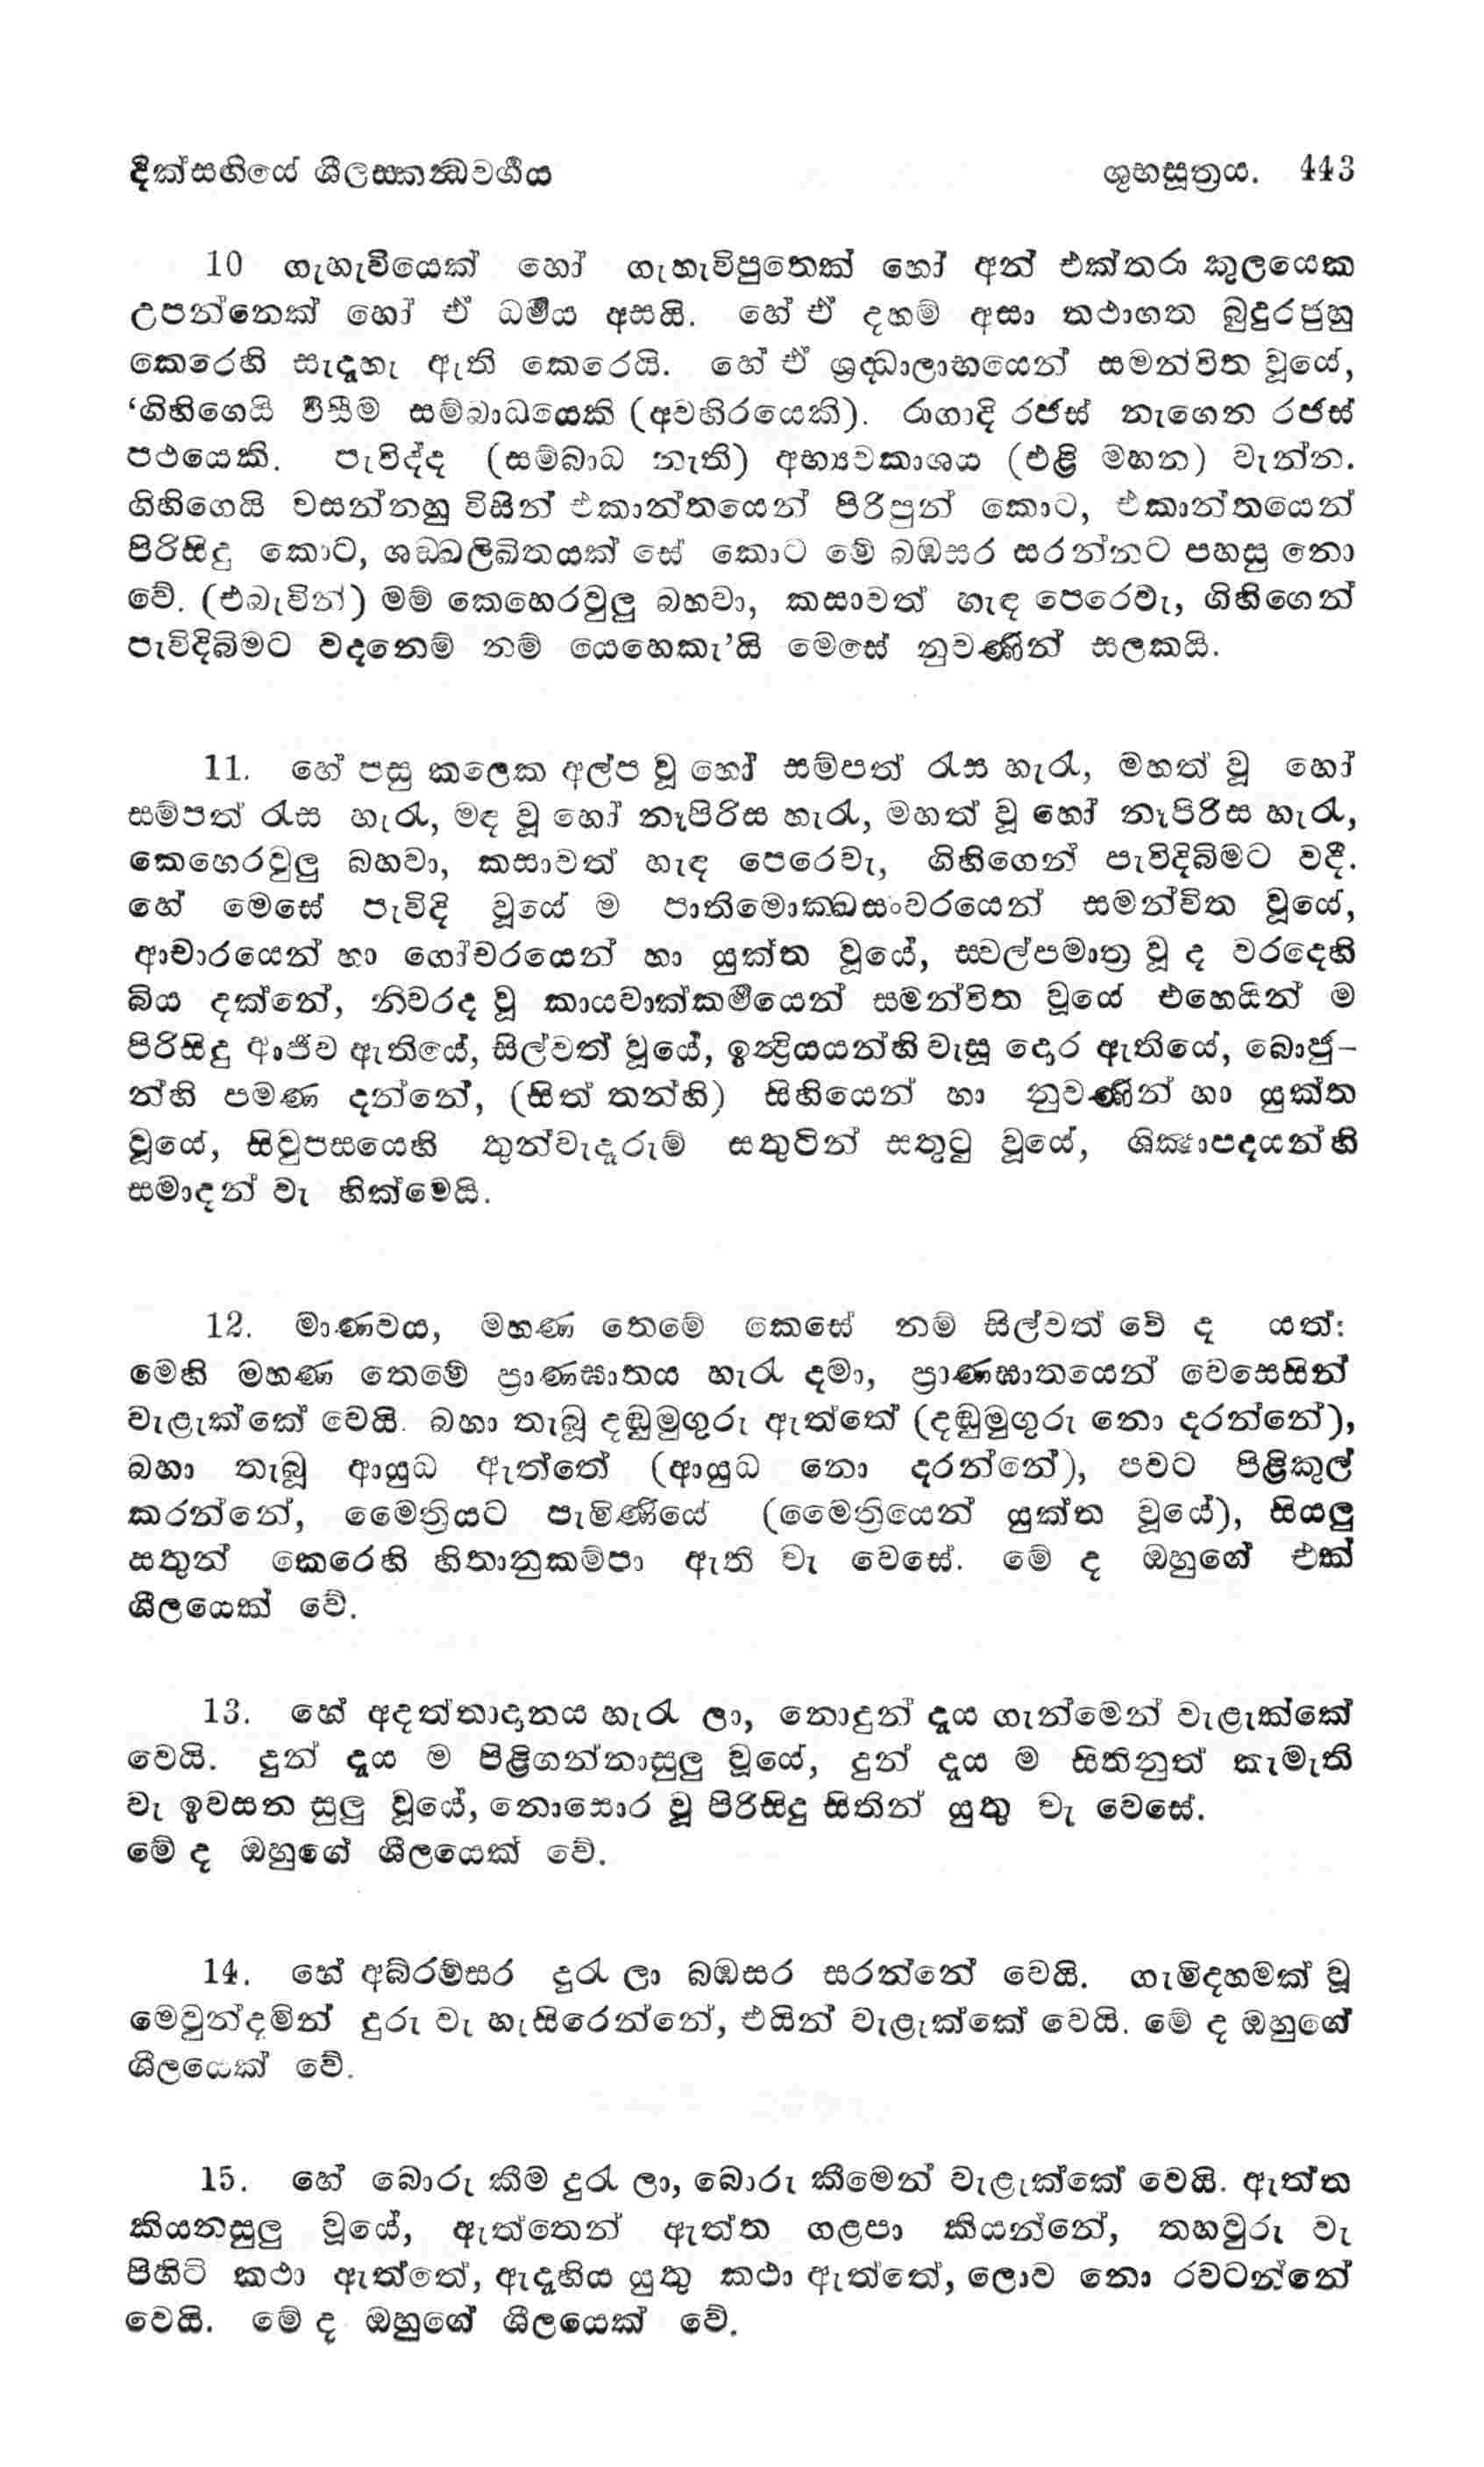 දික්සඟියේ ශීලස්කන්ධවර්ගය ශුභසූත්‍රය. 443
10 ගැහැවියෙක් හෝ ගැහැවිපුතෙක් හෝ අන් එක්තරා කුලයෙක
උපන්නෙක් හෝ ඒ ධර්‍මය අසයි. හේ ඒ දහම් අසා තථාගත බුදුරජුහු
කෙරෙහි සැදැහැ ඇති කෙරෙයි. හේ ඒ ශ්‍රද්ධාලාභයෙන් සමන්විත වූයේ,
‘ගිහිගෙයි විසීම සම්බාධයෙකි (අවහිරයෙකි). රාගාදි රජස් නැගෙන රජස්
පථයෙකි. පැවිද්ද (සම්බාධ නැති) අභ්‍යවකාශය (එළි මහන) වැන්න.
ගිහිගෙයි වසන්නහු විසින් එකාන්තයෙන් පිරිපුන් කොට, එකාන්තයෙන්
පිරිසිදු කොට, ශඞ්ඛලිඛිතයක් සේ කොට මේ බඹසර සරන්නට පහසු නො
වේ. (එබැවින්) මම් කෙහෙරවුලු බහවා, කසාවත් හැඳ පෙරෙවැ, ගිහිගෙන්
පැවිදිබිමට වදනෙම් නම් යෙහෙකැ’යි මෙසේ නුවණින් සලකයි.
11. හේ පසු කලෙක අල්ප වූ හෝ සම්පත් රැස හැරැ, මහත් වූ හෝ
සම්පත් රැස හැරැ, මඳ වූ හෝ නෑපිරිස හැරැ, මහත් වූ හෝ නෑපිරිස හැරැ,
කෙහෙරවුලු බහවා, කසාවත් හැඳ පෙරෙවැ, ගිහිගෙන් පැවිදිබිමට වදී.
හේ මෙසේ පැවිදි වූයේ ම පාතිමොක්ඛසංවරයෙන් සමන්විත වූයේ,
ආචාරයෙන් හා ගෝචරයෙන් හා යුක්ත වූයේ, ස්වල්පමාත්‍ර වූ ද වරදෙහි
බිය දක්නේ, නිවරද වූ කායවාක්කර්‍මයෙන් සමන්විත වූයේ එහෙයින් ම
පිරිසිදු ආජීව ඇතියේ, සිල්වත් වූයේ, ඉන්ද්‍රියයන්හි වැසූ දොර ඇතියේ, බොජු-
න්හි පමණ දන්නේ, (සිත් තන්හි) සිහියෙන් හා නුවණින් හා යුක්ත
වූයේ, සිවුපසයෙහි තුන්වැදෑරුම් සතුටින් සතුටු වූයේ, ශික්‍ෂාපදයන්හි
සමාදන් වැ හික්මෙයි.
12. මාණවය, මහණ තෙමේ කෙසේ නම් සිල්වත් වේ ද යත්:
මෙහි මහණ තෙමේ ප්‍රාණඝාතය හැරැ දමා, ප්‍රාණඝාතයෙන් වෙසෙසින්
වැළැක්කේ වෙයි. බහා තැබූ දඬුමුගුරු ඇත්තේ (දඬුමුගුරු නො දරන්නේ),
බහා තැබූ ආයුධ ඇත්තේ (ආයුධ නො දරන්නේ), පවට පිළිකුල්
කරන්නේ, මෛත්‍රියට පැමිණියේ (මෛත්‍රියෙන් යුක්ත වූයේ), සියලු
සතුන් කෙරෙහි හිතානුකම්පා ඇති වැ වෙසේ. මේ ද ඔහුගේ එක්
ශීලයෙක් වේ.
13. හේ අදත්තාදානය හැරැ ලා, නොදුන් දෑය ගැන්මෙන් වැළැක්කේ
වෙයි. දුන් දෑය ම පිළිගන්නාසුලු වූයේ, දුන් දෑය ම සිතිනුත් කැමැති
වැ ඉවසන සුලු වූයේ, නොසොර වූ පිරිසිදු සිතින් යුතු වැ වෙසේ.
මේ ද ඔහුගේ ශීලයෙක් වේ.
14. හේ අබ්රම්සර දුරැ ලා බඹසර සරන්නේ වෙයි. ගැමිදහමක් වූ
මෙවුන්දමින් දුරු වැ හැසිරෙන්නේ, එයින් වැළැක්කේ වෙයි. මේ ද ඔහුගේ
ශීලයෙක් වේ.
15. හේ බොරු කීම දුරැ ලා, බොරු කීමෙන් වැළැක්කේ වෙයි. ඇත්ත
කියනසුලු වූයේ, ඇත්තෙන් ඇත්ත ගළපා කියන්නේ, තහවුරු වැ
පිහිටි කථා ඇත්තේ, ඇදැහිය යුතු කථා ඇත්තේ, ලොව නො රවටන්නේ
වෙයි. මේ ද ඔහුගේ ශීලයෙක් වේ.